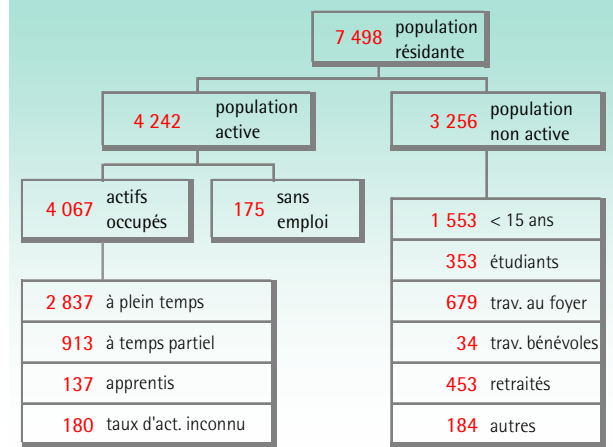 7 498 population
résidante
4 242 population
active
3 256 population
non active
4 067 actifs
occupés
175 sans
emploi
1 553 < 15 ans
353 étudiants
679 trav. au foyer
34 trav. bénévoles
453 retraités
184 autres
2 837 à plein temps
913 à temps partiel
137 apprentis
180 taux d'act. inconnu